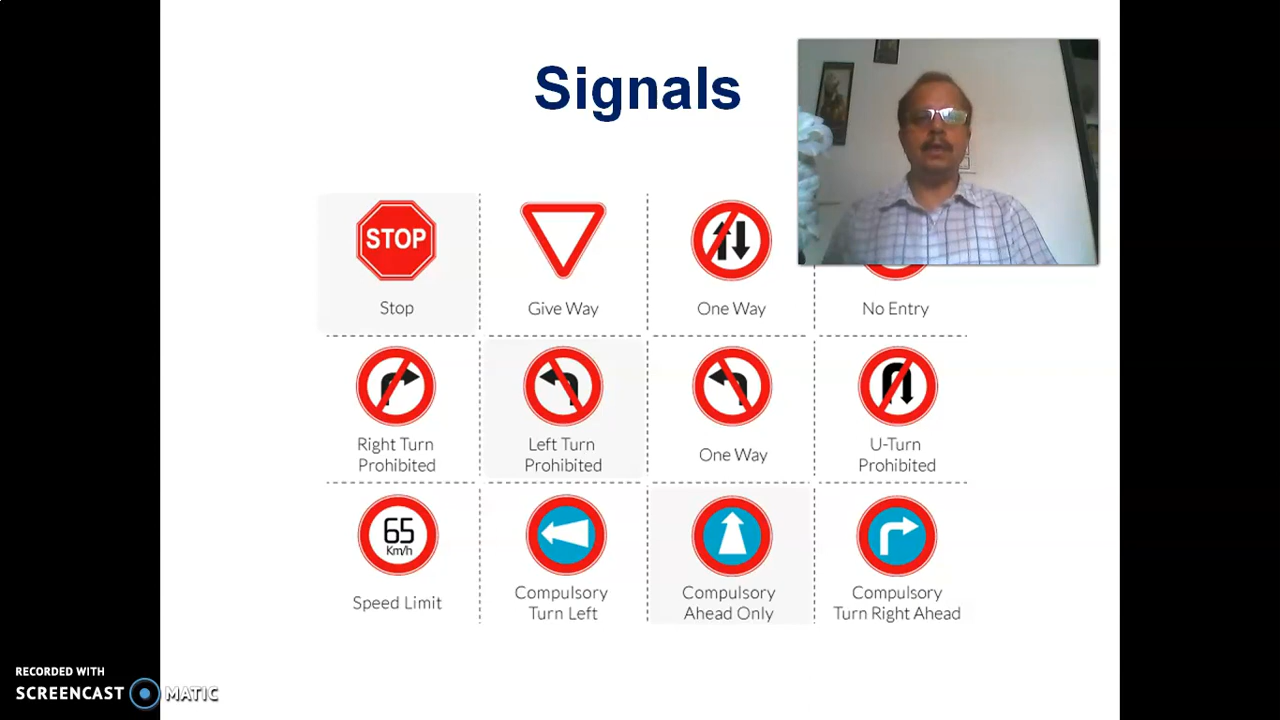 Signals
STOP
Stop
Give Way
One Way
No Entry
Right Turn
Prohibited
Left Turn
Prohibited
One Way
U-Turn
Prohibited
65
Km/h
Speed Limit
Compulsory
Turn Left
Compulsory
Ahead Only
Compulsory
Turn Right Ahead
RECORDED WITH
SCREENCAST MATIC